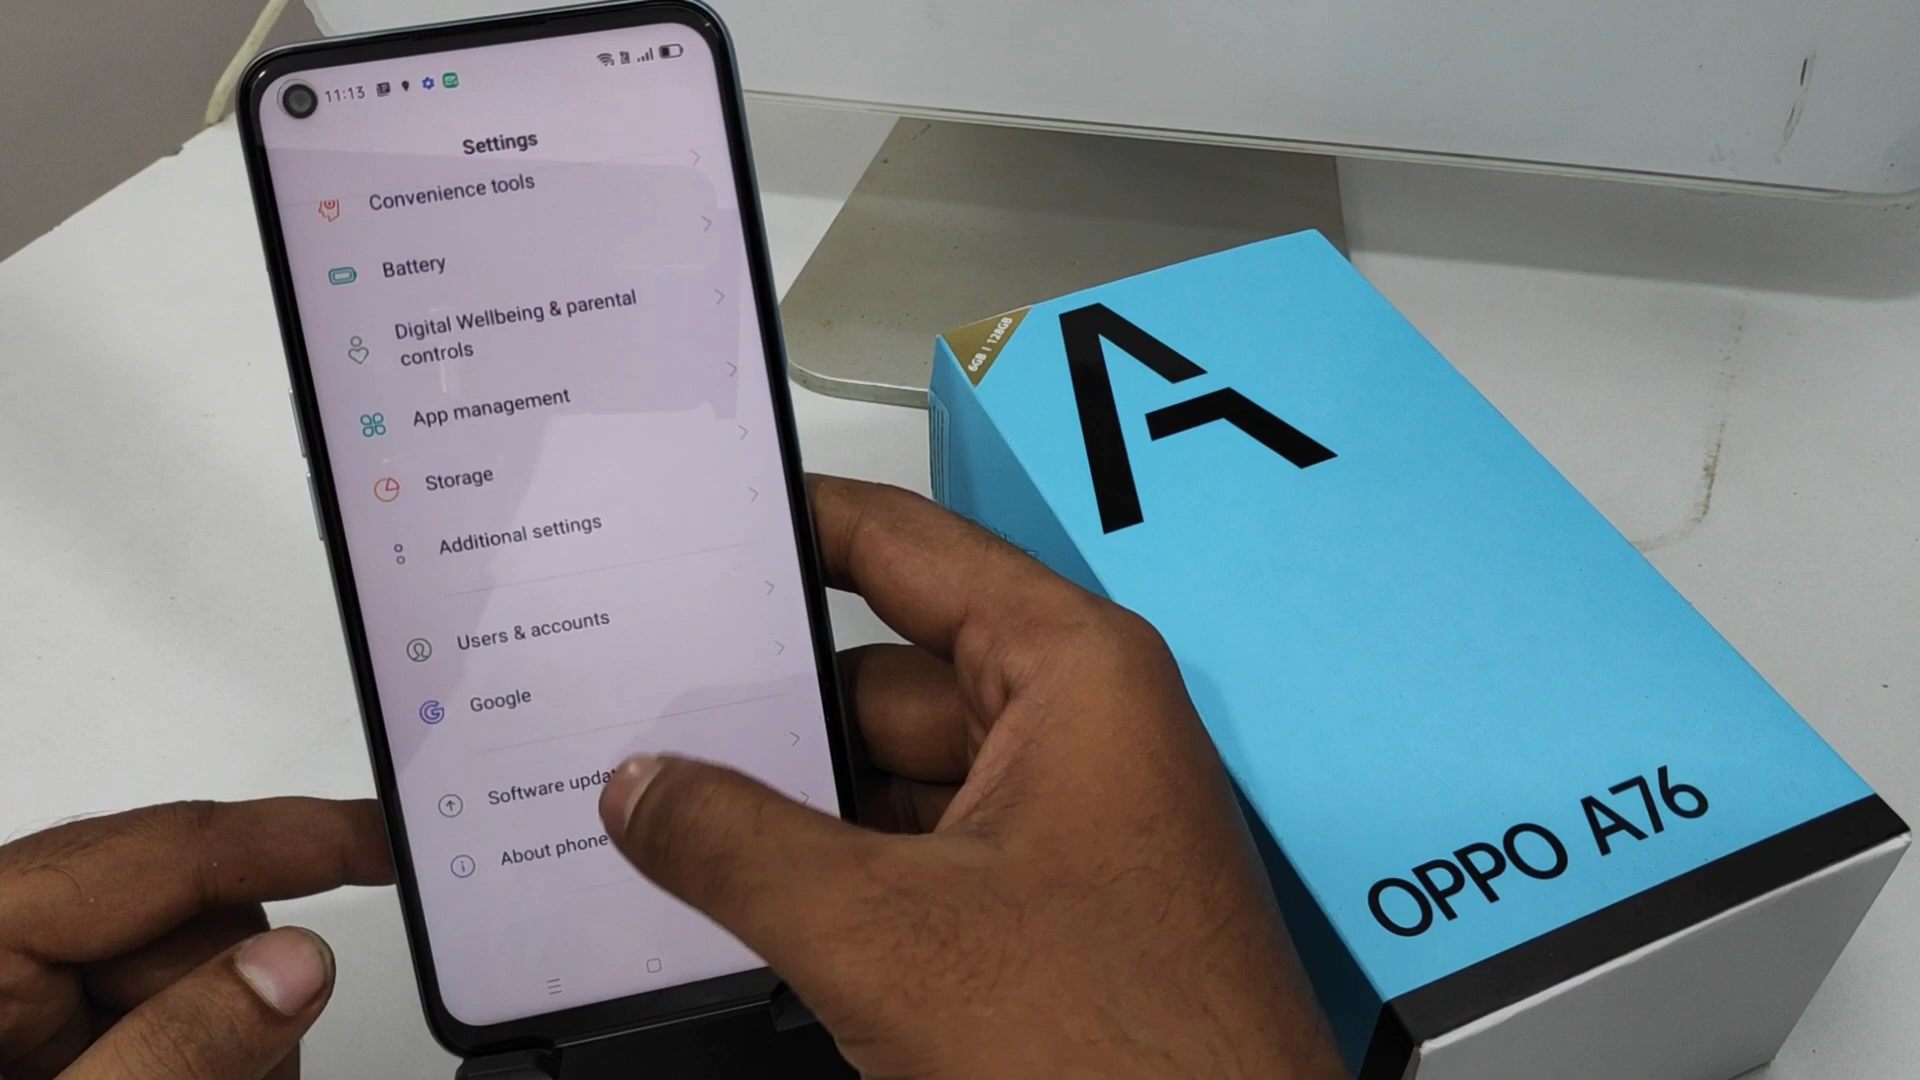 11:13
Settings
Convenience tools
Battery
Digital Wellbeing & parental
controls
App management
Storage
Additional settings
Users & accounts
Google
Software updat
About phone
6GB | 128GB
A
OPPO A76